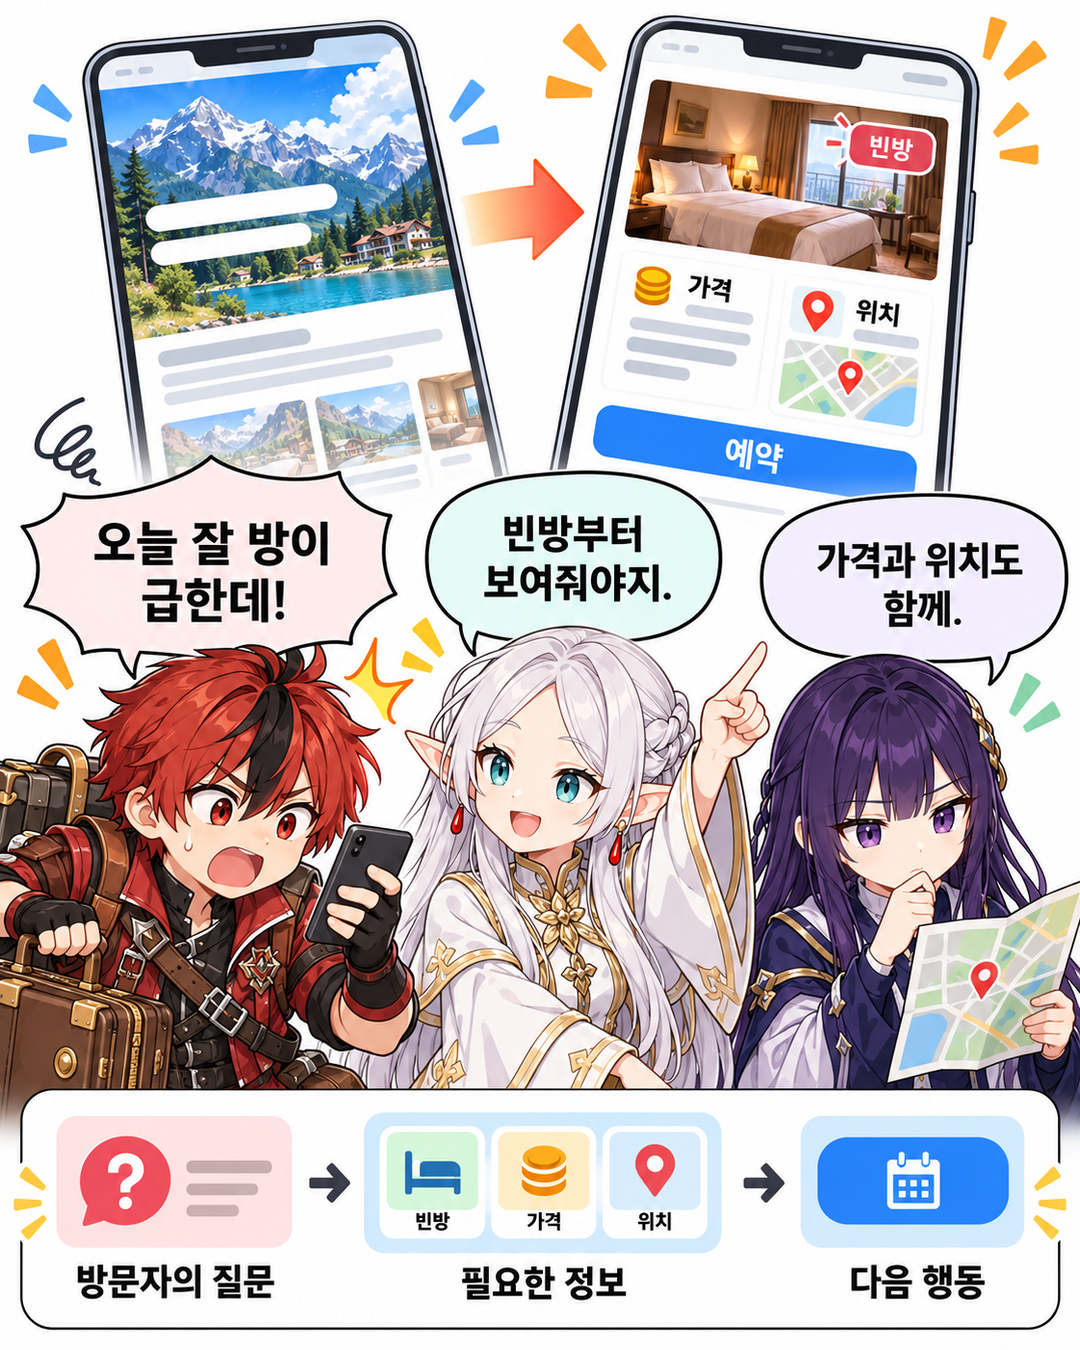 빈방
가격
위치
예약
오늘 잘 방이
급한데!
빈방부터
보여줘야지.
가격과 위치도
함께.
?
빈방
가격
위치
방문자의 질문
필요한 정보
다음 행동